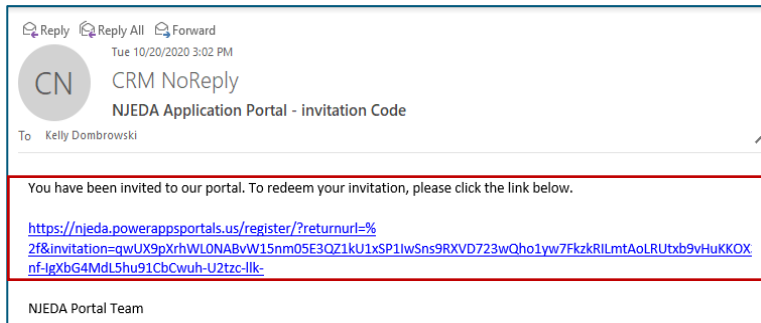 Reply Reply All Forward
Tue 10/20/2020 3:02 PM
CN
CRM NoReply
NJEDA Application Portal - invitation Code
To Kelly Dombrowski
You have been invited to our portal. To redeem your invitation, please click the link below.
https://njeda.powerappsportals.us/register/?returnurl=%
2f&invitation=qwUX9pXrhWL0NABvW15nm05E3QZ1kU1xSP1IwSns9RXVD723wQho1yw7FkzkRILmtAoLRUtxb9vHuKKOX
nf-IgXbG4MdL5hu91CbCwuh-U2tzc-llk-
NJEDA Portal Team